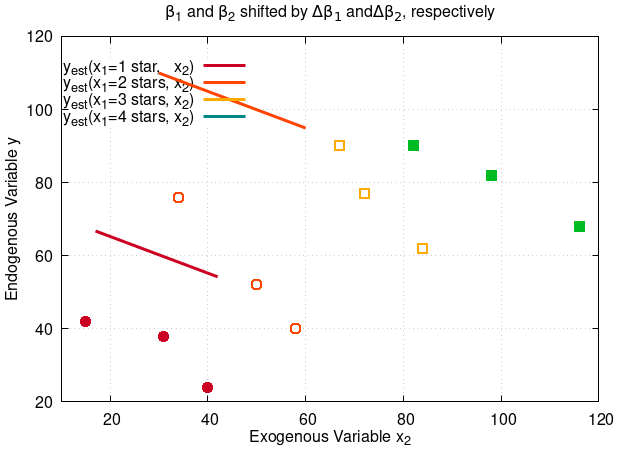 β₁ and β₂ shifted by Δβ₁ andΔβ₂, respectively
120
100
80
60
40
20
Endogenous Variable y
yest(x₁=1 star, x₂)
yest(x₁=2 stars, x₂)
yest(x₁=3 stars, x₂)
yest(x₁=4 stars, x₂)
20 40 60 80 100 120
Exogenous Variable x₂